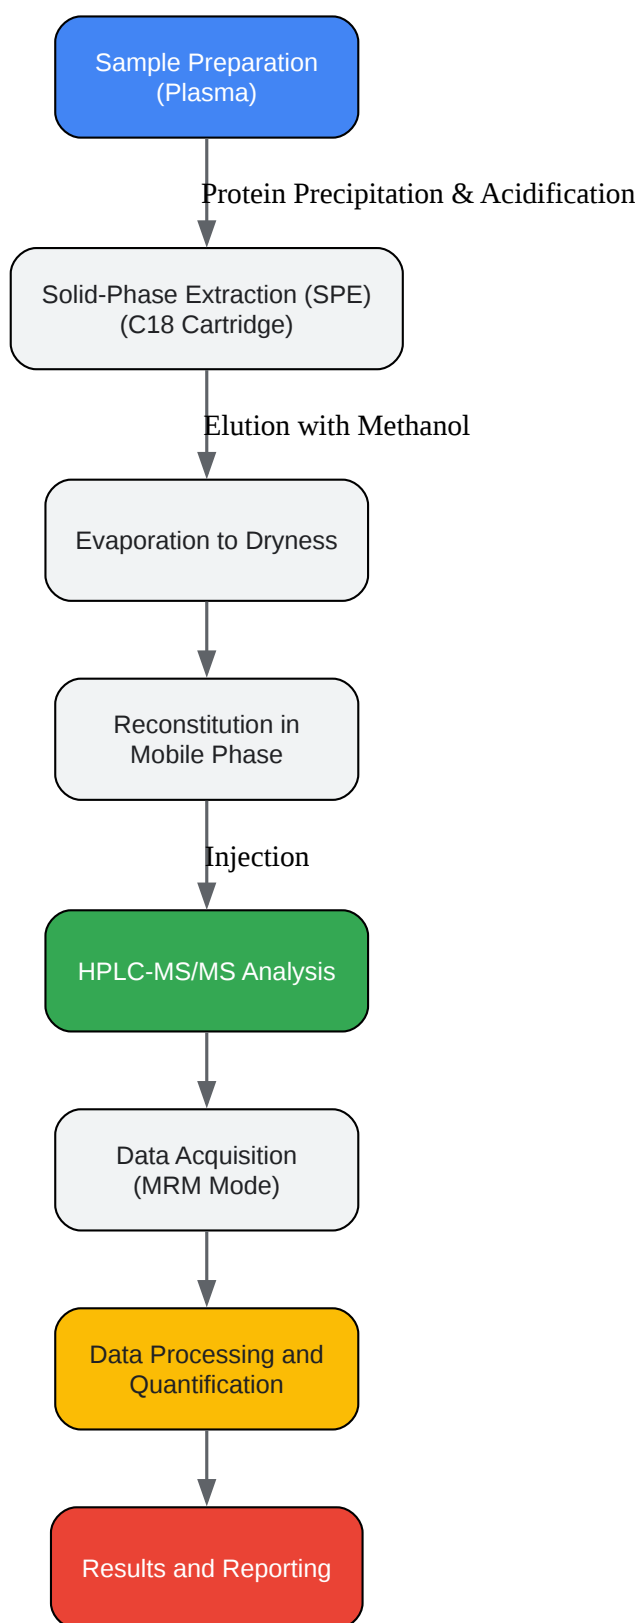 Sample Preparation
(Plasma)
Protein Precipitation & Acidification
Solid-Phase Extraction (SPE)
(C18 Cartridge)
Elution with Methanol
Evaporation to Dryness
Reconstitution in
Mobile Phase
Injection
HPLC-MS/MS Analysis
Data Acquisition
(MRM Mode)
Data Processing and
Quantification
Results and Reporting